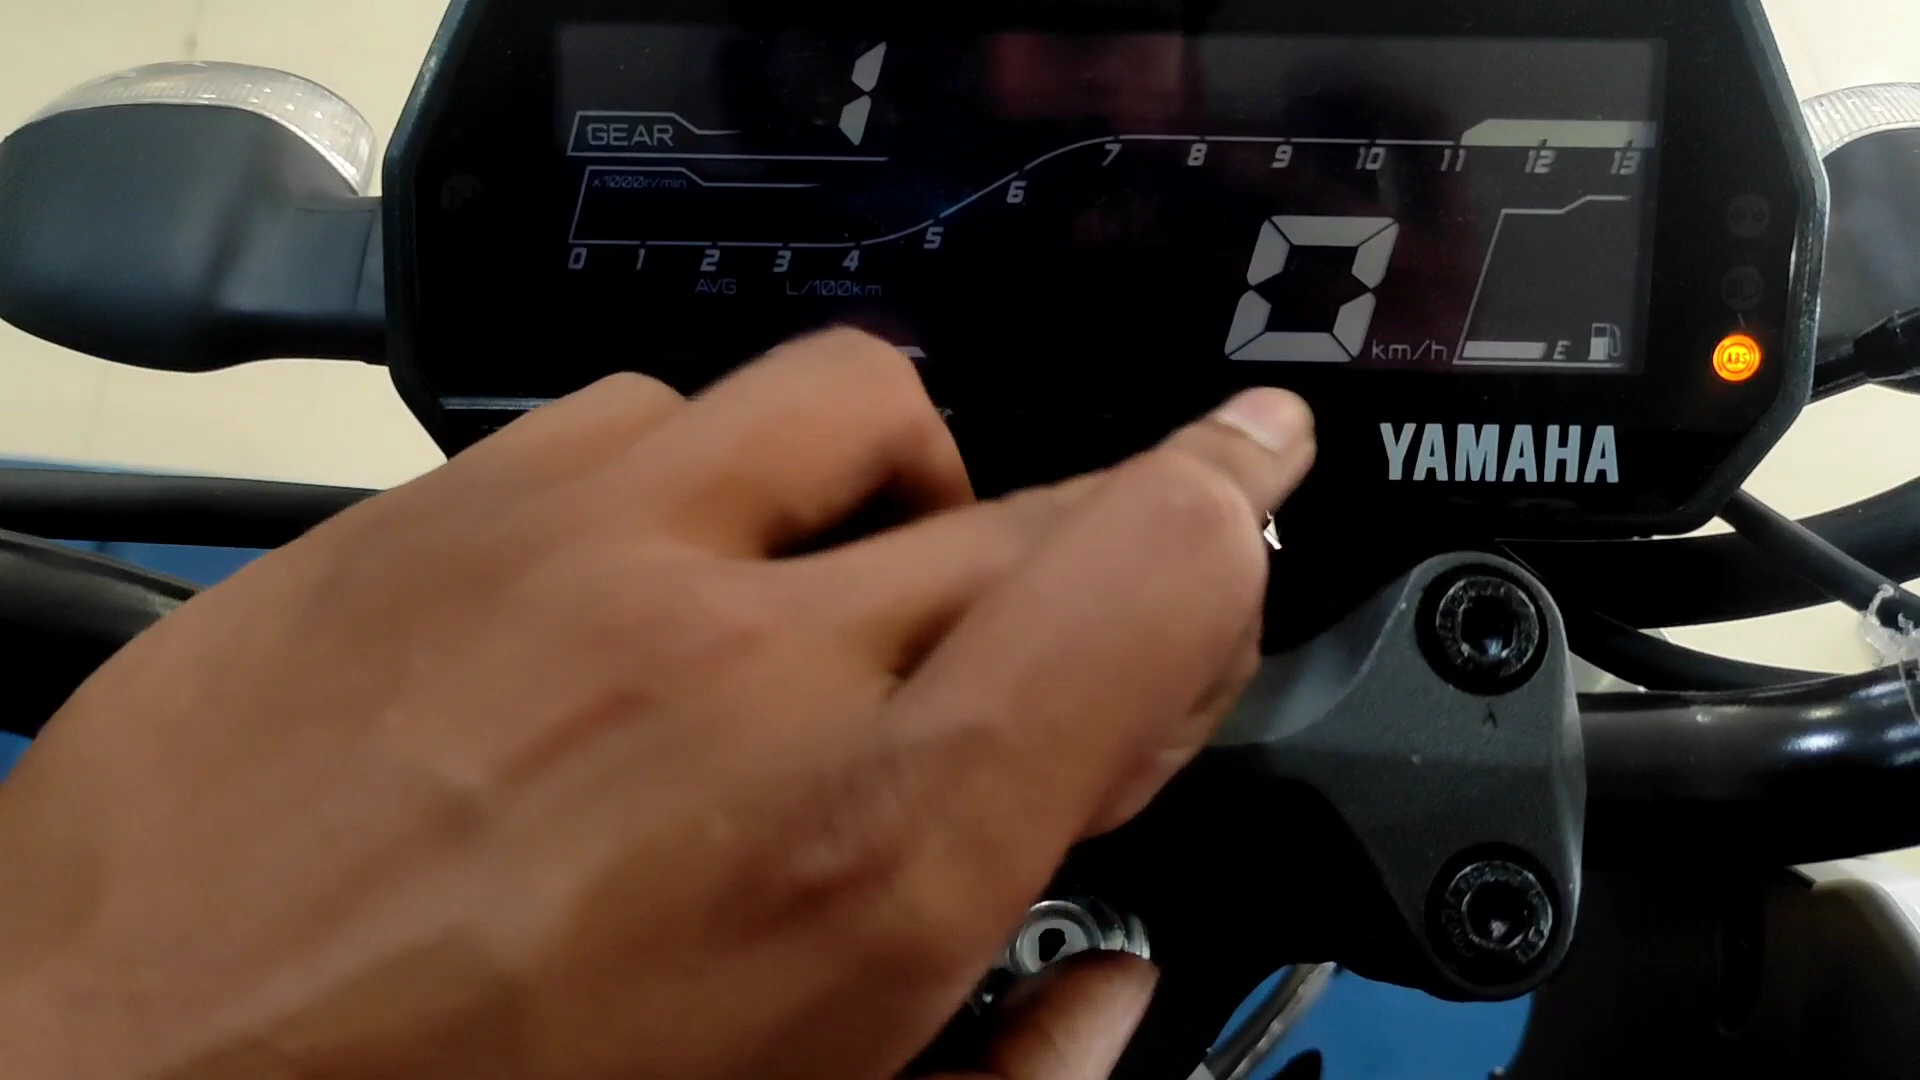 1
GEAR
x1000r/min
7 8 9 10 11 12 13
6
5
0 1 2 3 4
AVG L/100km
0 km/h
E
ABS
YAMAHA